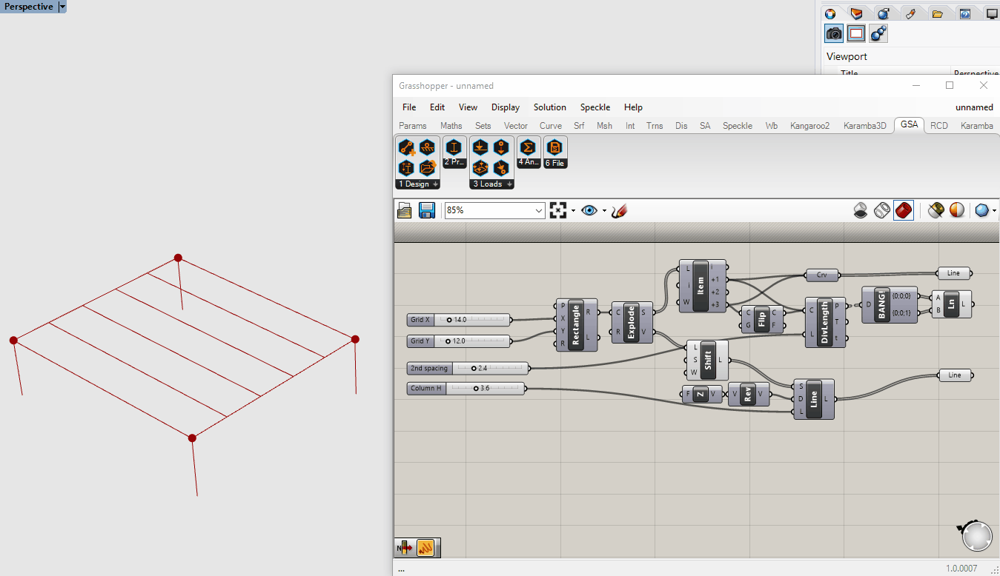 Perspective
Viewport
Title Perspective
Grasshopper - unnamed
File Edit View Display Solution Speckle Help unnamed
Params Maths Sets Vector Curve Srf Msh Int Trns Dis SA Speckle Wb Kangaroo2 Karamba3D GSA RCD Karamba
1 Design 2 Pr... 3 Loads 4 An... 6 File
85%
Grid X 14.0
Grid Y 12.0
2nd spacing 2.4
Column H 3.6
P X Y R Rectangle R L
C R Explode S V
L i W Item i +1 +2 +3
Crv
Line
C G Flip C F
C L DivLength P T t
D BANG! {0;0;0} {0;0;1}
A B Ln L
L S W Shift L
F Z V
V Rev V
S D L Line L
Line
N
...
1.0.0007